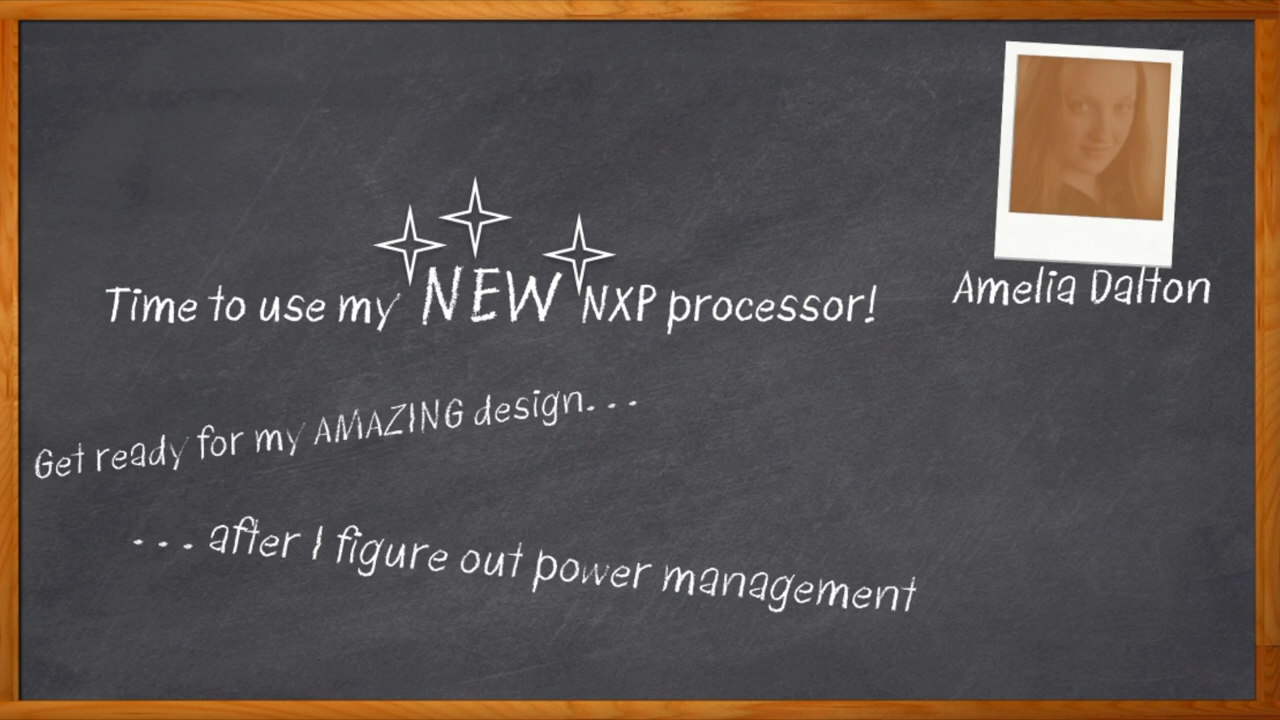 Time to use my NEW NXP processor!
Amelia Dalton
Get ready for my AMAZING design...
... after I figure out power management